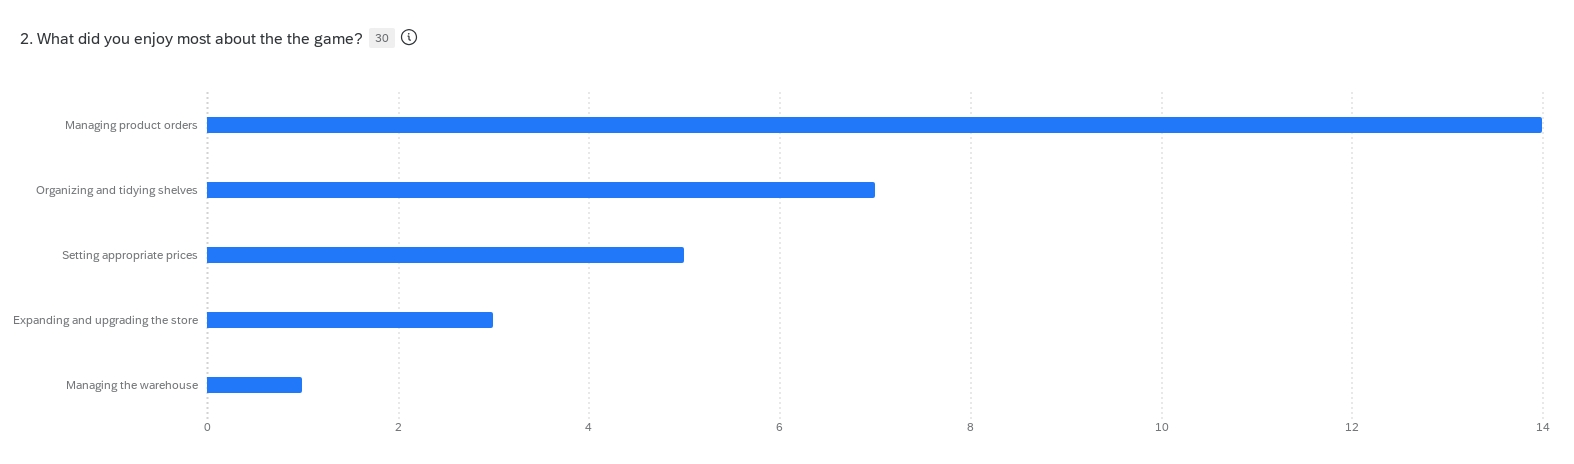 2. What did you enjoy most about the the game? 30
Managing product orders
Organizing and tidying shelves
Setting appropriate prices
Expanding and upgrading the store
Managing the warehouse
0 2 4 6 8 10 12 14